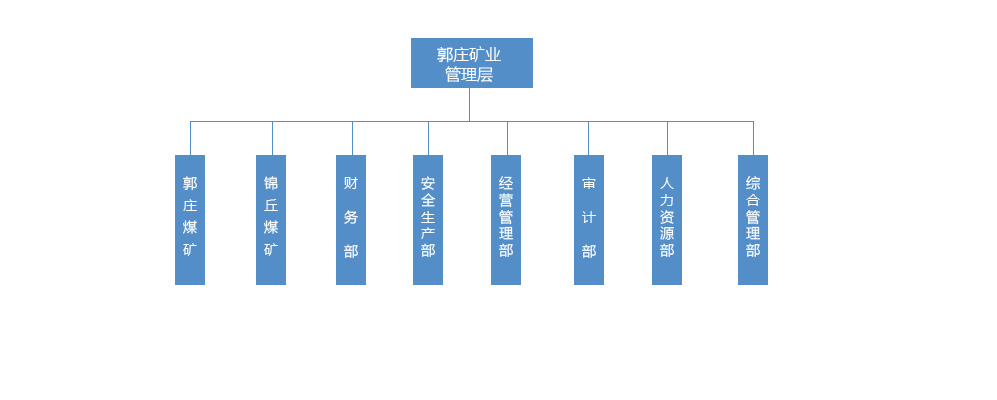 郭庄矿业
管理层
郭庄煤矿
锦丘煤矿
财务部
安全生产部
经营管理部
审计部
人力资源部
综合管理部